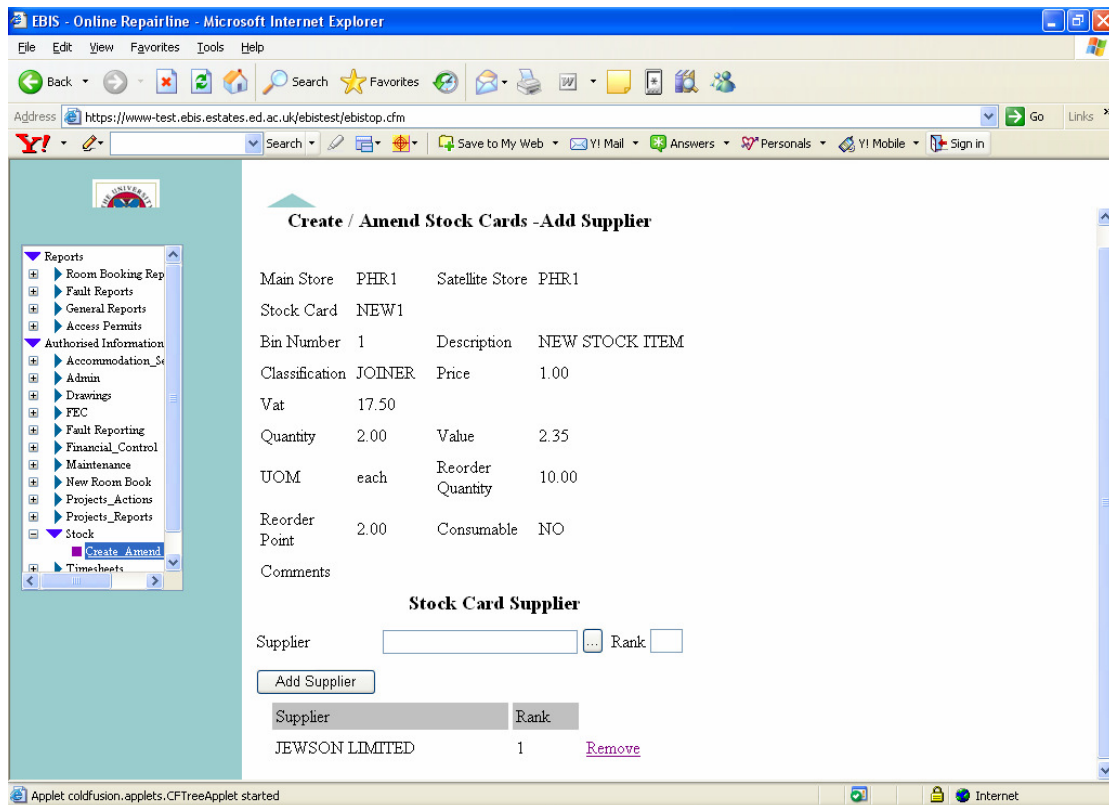 EBIS - Online Repairline - Microsoft Internet Explorer
File Edit View Favorites Tools Help
Back Search Favorites
Address https://www-test.ebis.estates.ed.ac.uk/ebistest/ebistop.cfm Go Links »
Y! Search Save to My Web Y! Mail Answers Personals Y! Mobile Sign in
THE UNIVERS
Create / Amend Stock Cards -Add Supplier
Reports
Room Booking Rep
Fault Reports
General Reports
Access Permits
Authorised Information
Accommodation_Se
Admin
Drawings
FEC
Fault Reporting
Financial_Control
Maintenance
New Room Book
Projects_Actions
Projects_Reports
Stock
Create_Amend_
Timesheets
Main Store PHR1 Satellite Store PHR1
Stock Card NEW1
Bin Number 1 Description NEW STOCK ITEM
Classification JOINER Price 1.00
Vat 17.50
Quantity 2.00 Value 2.35
UOM each Reorder Quantity 10.00
Reorder Point 2.00 Consumable NO
Comments
Stock Card Supplier
Supplier ... Rank
Add Supplier
Supplier Rank
JEWSON LIMITED 1 Remove
Applet coldfusion.applets.CFTreeApplet started Internet